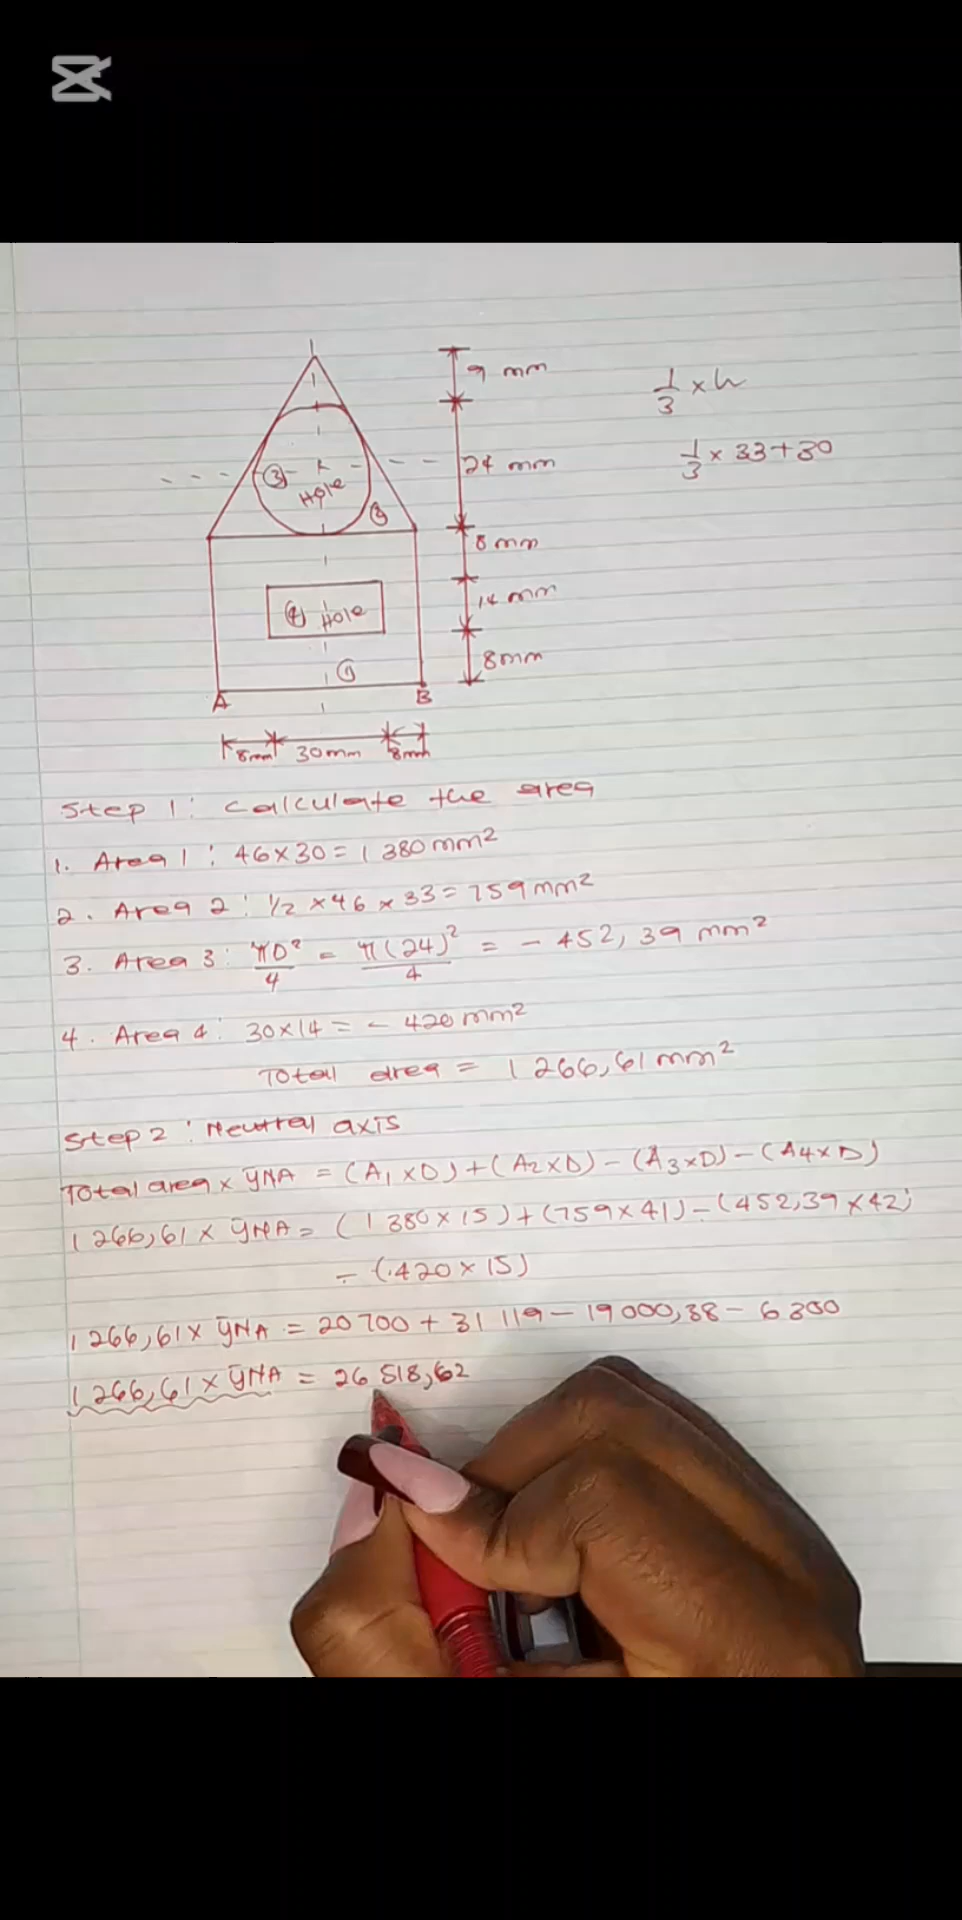 9 mm
1/3 × h
24 mm
1/3 × 33 + 30
③ Hole
8 mm
14 mm
④ Hole
8mm
①
A B
8mm 30mm 8mm
Step 1: Calculate the area
1. Area 1 : 46 × 30 = 1 380 mm²
2. Area 2 : 1/2 × 46 × 33 = 759 mm²
3. Area 3 : πD²/4 = π(24)²/4 = - 452,39 mm²
4. Area 4 : 30 × 14 = - 420 mm²
Total area = 1 266,61 mm²
Step 2 : Neutral axis
Total area × ȳNA = (A₁ × D) + (A₂ × D) - (A₃ × D) - (A₄ × D)
1 266,61 × ȳNA = (1 380 × 15) + (759 × 41) - (452,39 × 42)
- (420 × 15)
1 266,61 × ȳNA = 20 700 + 31 119 - 19 000,38 - 6 300
1 266,61 × ȳNA = 26 518,62